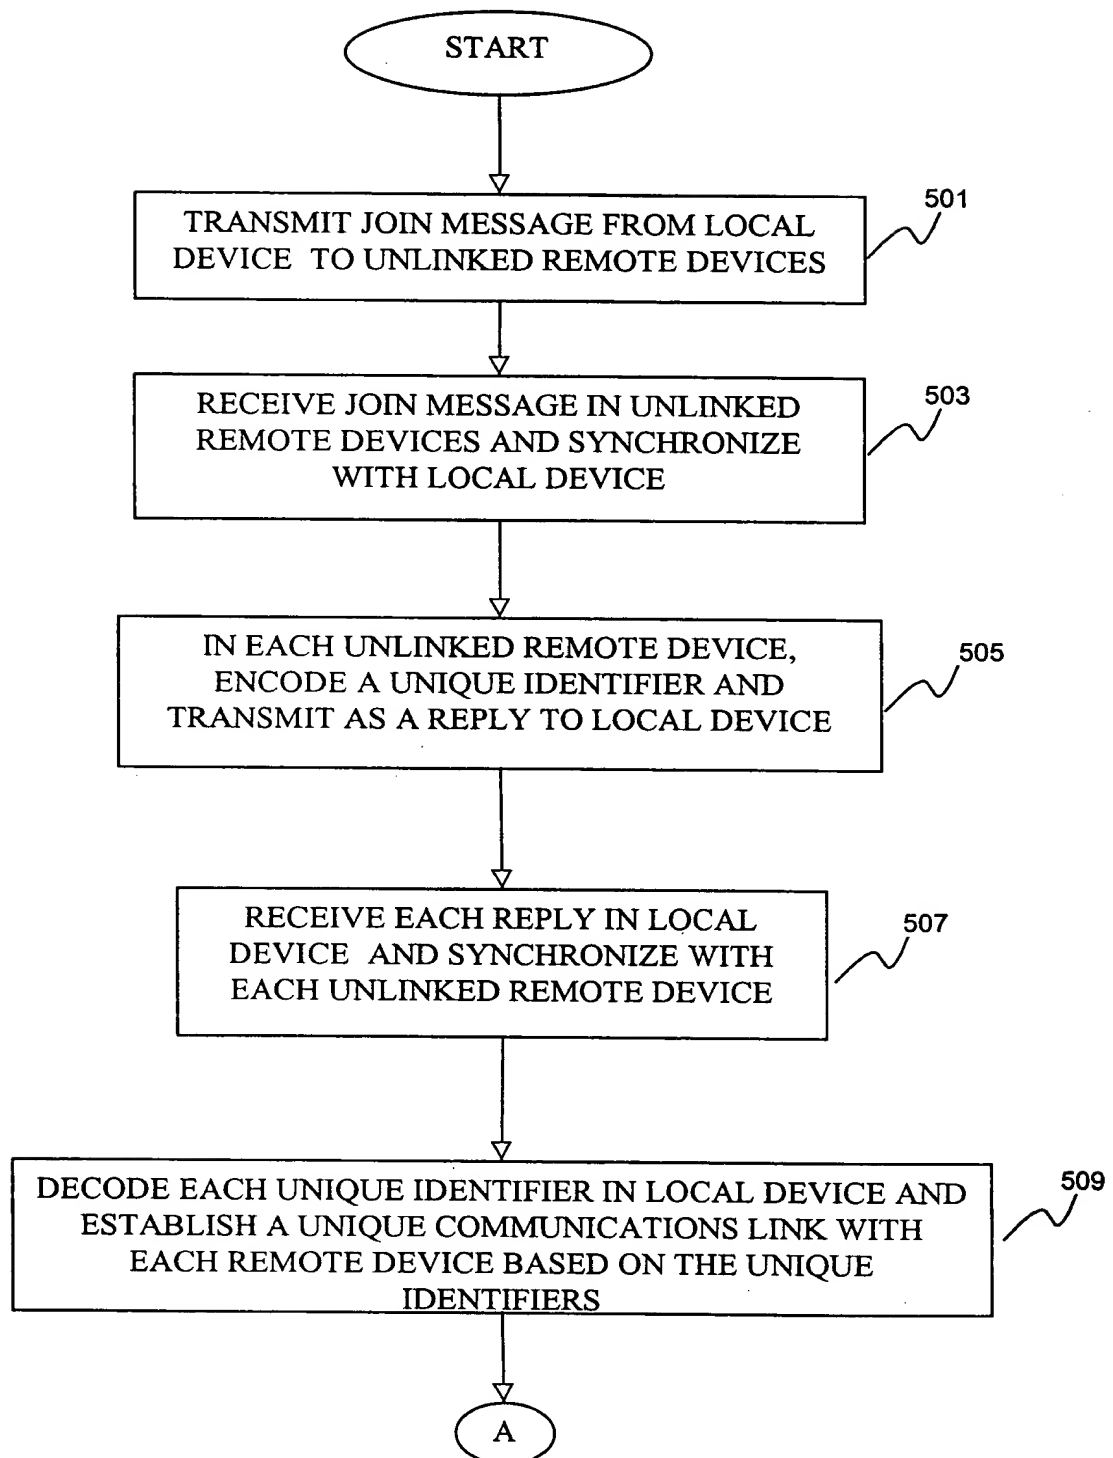 START
TRANSMIT JOIN MESSAGE FROM LOCAL
DEVICE TO UNLINKED REMOTE DEVICES
501
RECEIVE JOIN MESSAGE IN UNLINKED
REMOTE DEVICES AND SYNCHRONIZE
WITH LOCAL DEVICE
503
IN EACH UNLINKED REMOTE DEVICE,
ENCODE A UNIQUE IDENTIFIER AND
TRANSMIT AS A REPLY TO LOCAL DEVICE
505
RECEIVE EACH REPLY IN LOCAL
DEVICE AND SYNCHRONIZE WITH
EACH UNLINKED REMOTE DEVICE
507
DECODE EACH UNIQUE IDENTIFIER IN LOCAL DEVICE AND
ESTABLISH A UNIQUE COMMUNICATIONS LINK WITH
EACH REMOTE DEVICE BASED ON THE UNIQUE
IDENTIFIERS
509
A